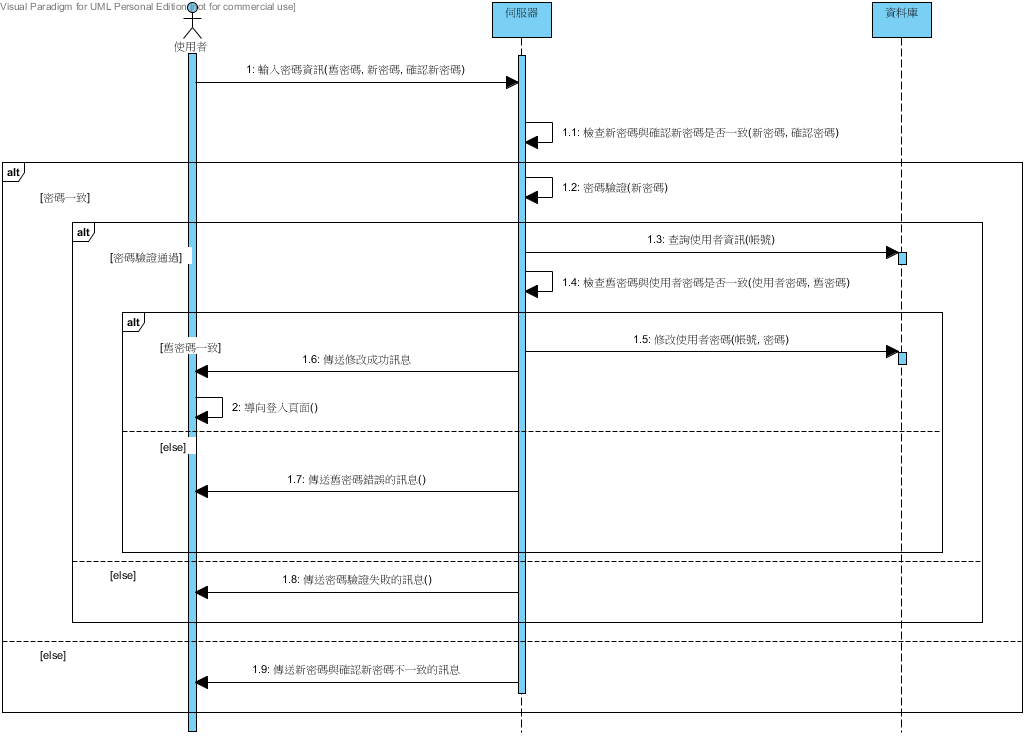 Visual Paradigm for UML Personal Edition[not for commercial use]
伺服器
資料庫
使用者
1: 輸入密碼資訊(舊密碼, 新密碼, 確認新密碼)
1.1: 檢查新密碼與確認新密碼是否一致(新密碼, 確認密碼)
alt
1.2: 密碼驗證(新密碼)
[密碼一致]
alt
1.3: 查詢使用者資訊(帳號)
[密碼驗證通過]
1.4: 檢查舊密碼與使用者密碼是否一致(使用者密碼, 舊密碼)
alt
1.5: 修改使用者密碼(帳號, 密碼)
[舊密碼一致]
1.6: 傳送修改成功訊息
2: 導向登入頁面()
[else]
1.7: 傳送舊密碼錯誤的訊息()
[else]
1.8: 傳送密碼驗證失敗的訊息()
[else]
1.9: 傳送新密碼與確認新密碼不一致的訊息